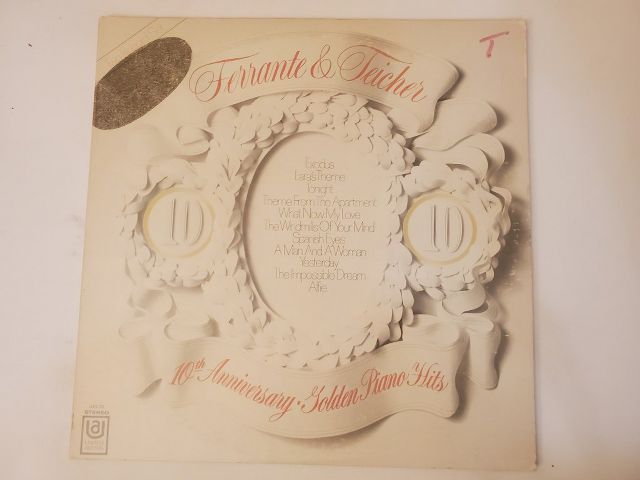 T
Ferrante & Teicher
Exodus
Lara's Theme
Tonight
Theme From The Apartment
What Now My Love
The Windmills Of Your Mind
Spanish Eyes
A Man And A Woman
Yesterday
The Impossible Dream
Alfie
10
10
10th Anniversary · Golden Piano Hits
STEREO
UA